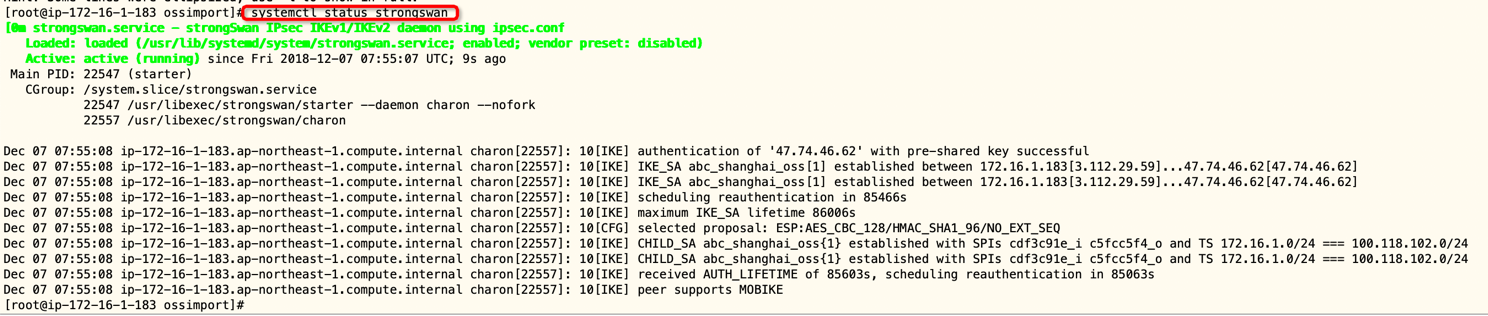 [root@ip-172-16-1-183 ossimport]# systemctl status strongswan
[0m strongswan.service - strongSwan IPsec IKEv1/IKEv2 daemon using ipsec.conf
Loaded: loaded (/usr/lib/systemd/system/strongswan.service; enabled; vendor preset: disabled)
Active: active (running) since Fri 2018-12-07 07:55:07 UTC; 9s ago
Main PID: 22547 (starter)
CGroup: /system.slice/strongswan.service
22547 /usr/libexec/strongswan/starter --daemon charon --nofork
22557 /usr/libexec/strongswan/charon
Dec 07 07:55:08 ip-172-16-1-183.ap-northeast-1.compute.internal charon[22557]: 10[IKE] authentication of '47.74.46.62' with pre-shared key successful
Dec 07 07:55:08 ip-172-16-1-183.ap-northeast-1.compute.internal charon[22557]: 10[IKE] IKE_SA abc_shanghai_oss[1] established between 172.16.1.183[3.112.29.59]...47.74.46.62[47.74.46.62]
Dec 07 07:55:08 ip-172-16-1-183.ap-northeast-1.compute.internal charon[22557]: 10[IKE] IKE_SA abc_shanghai_oss[1] established between 172.16.1.183[3.112.29.59]...47.74.46.62[47.74.46.62]
Dec 07 07:55:08 ip-172-16-1-183.ap-northeast-1.compute.internal charon[22557]: 10[IKE] scheduling reauthentication in 85466s
Dec 07 07:55:08 ip-172-16-1-183.ap-northeast-1.compute.internal charon[22557]: 10[IKE] maximum IKE_SA lifetime 86006s
Dec 07 07:55:08 ip-172-16-1-183.ap-northeast-1.compute.internal charon[22557]: 10[CFG] selected proposal: ESP:AES_CBC_128/HMAC_SHA1_96/NO_EXT_SEQ
Dec 07 07:55:08 ip-172-16-1-183.ap-northeast-1.compute.internal charon[22557]: 10[IKE] CHILD_SA abc_shanghai_oss{1} established with SPIs cdf3c91e_i c5fcc5f4_o and TS 172.16.1.0/24 === 100.118.102.0/24
Dec 07 07:55:08 ip-172-16-1-183.ap-northeast-1.compute.internal charon[22557]: 10[IKE] CHILD_SA abc_shanghai_oss{1} established with SPIs cdf3c91e_i c5fcc5f4_o and TS 172.16.1.0/24 === 100.118.102.0/24
Dec 07 07:55:08 ip-172-16-1-183.ap-northeast-1.compute.internal charon[22557]: 10[IKE] received AUTH_LIFETIME of 85603s, scheduling reauthentication in 85063s
Dec 07 07:55:08 ip-172-16-1-183.ap-northeast-1.compute.internal charon[22557]: 10[IKE] peer supports MOBIKE
[root@ip-172-16-1-183 ossimport]#